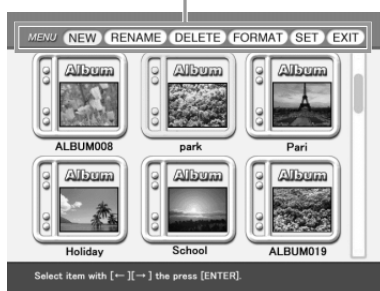 MENU NEW RENAME DELETE FORMAT SET EXIT
Album Album Album
ALBUM008 park Pari
Album Album Album
Holiday School ALBUM019
Select item with [←][→] the press [ENTER].